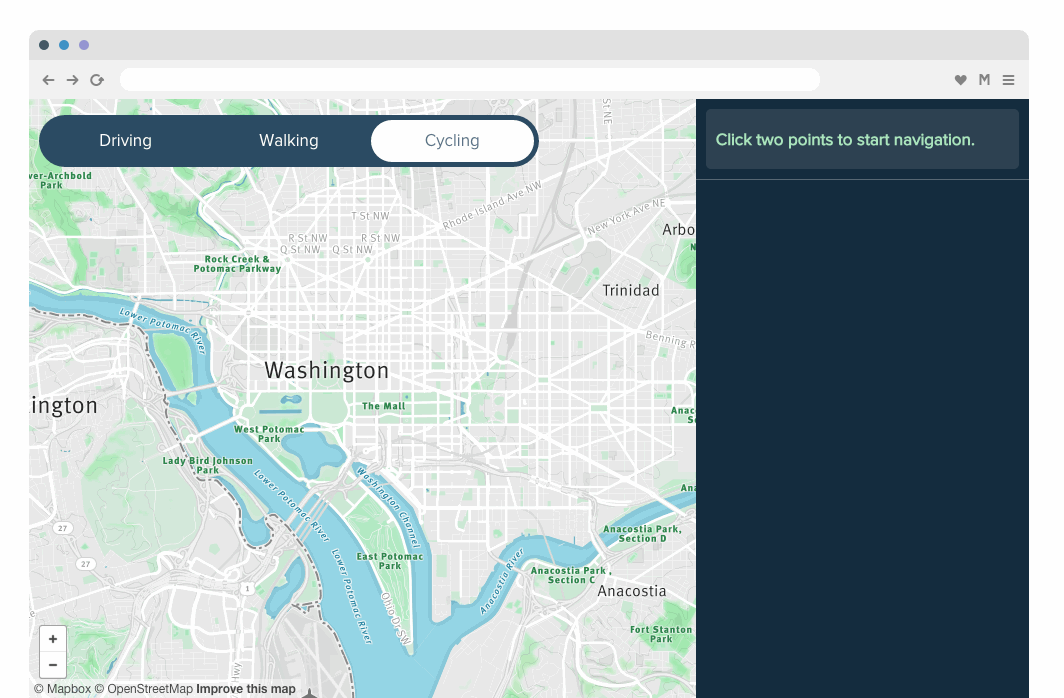 M
Driving Walking Cycling
Click two points to start navigation.
St NE
ver-Archbold
Park
Rhode Island Ave NW
New York Ave NE
T St NW
Arbo
R St NW R St NW
Q St NW Q St NW
N
Rock Creek &
Potomac Parkway
Trinidad
Lower Potomac River
Benning R
Washington
ington
The Mall
Anac
S
West Potomac
Park
Lady Bird Johnson
Park
Lower Potomac River
Washington Channel
Ana
27
Anacostia Park,
Section D
27
East Potomac
Park
Lower Potomac River
Anacostia River
Anacostia Park,
Section C
1
Anacostia
Ohio Dr SW
Fort Stanton
Park
+
−
Hwy
© Mapbox © OpenStreetMap Improve this map